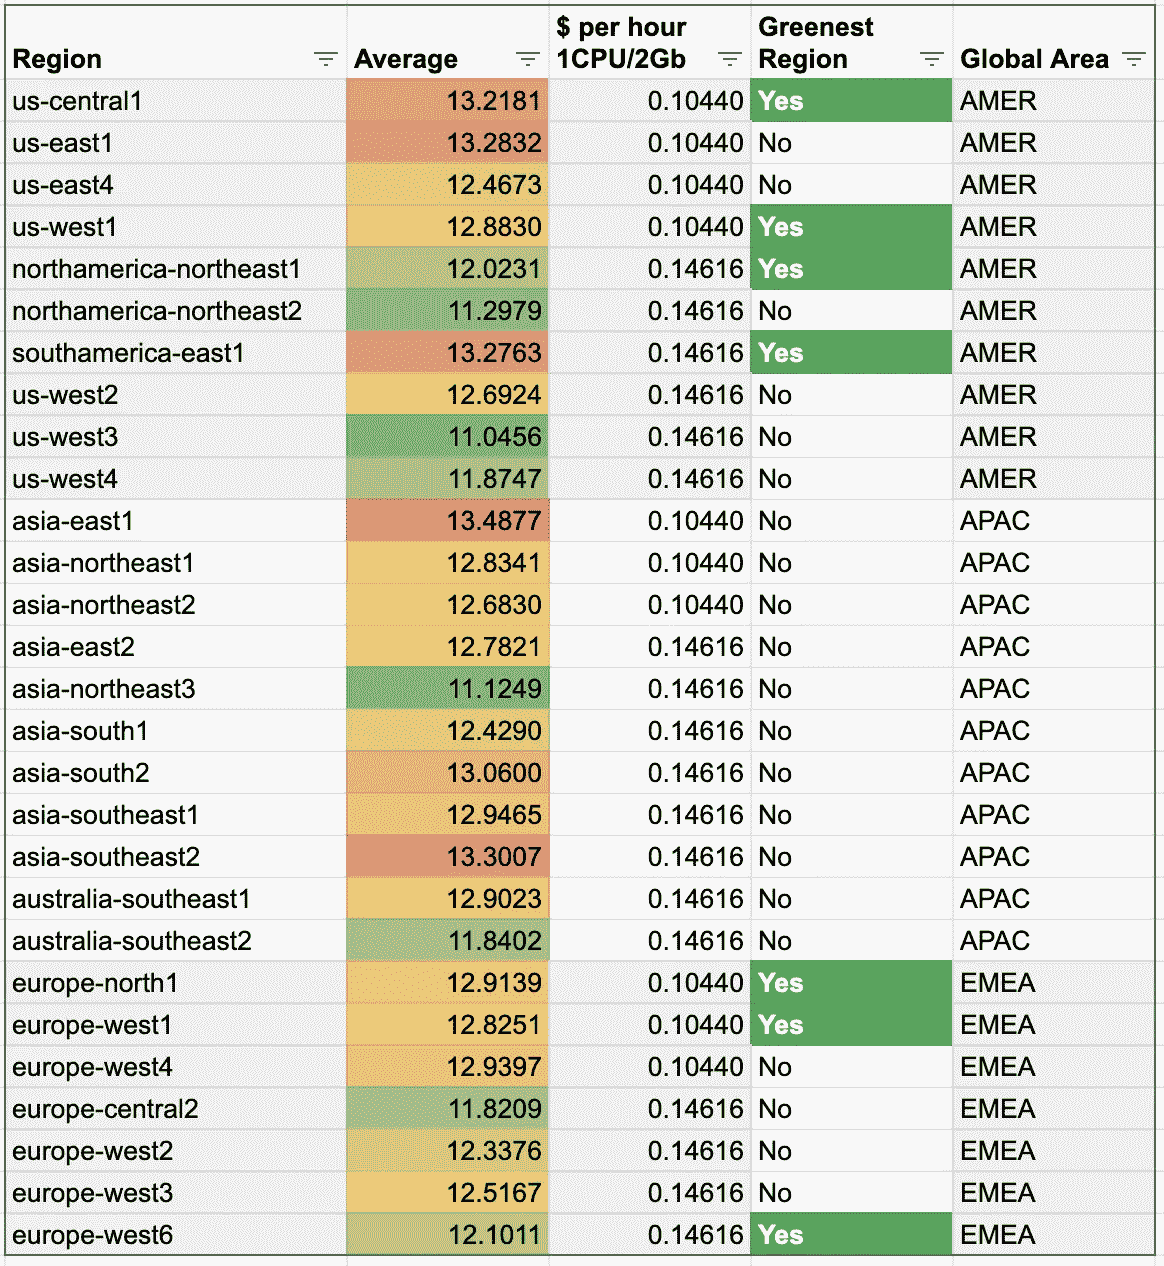 Region Average $ per hour 1CPU/2Gb Greenest Region Global Area
us-central1 13.2181 0.10440 Yes AMER
us-east1 13.2832 0.10440 No AMER
us-east4 12.4673 0.10440 No AMER
us-west1 12.8830 0.10440 Yes AMER
northamerica-northeast1 12.0231 0.14616 Yes AMER
northamerica-northeast2 11.2979 0.14616 No AMER
southamerica-east1 13.2763 0.14616 Yes AMER
us-west2 12.6924 0.14616 No AMER
us-west3 11.0456 0.14616 No AMER
us-west4 11.8747 0.14616 No AMER
asia-east1 13.4877 0.10440 No APAC
asia-northeast1 12.8341 0.10440 No APAC
asia-northeast2 12.6830 0.10440 No APAC
asia-east2 12.7821 0.14616 No APAC
asia-northeast3 11.1249 0.14616 No APAC
asia-south1 12.4290 0.14616 No APAC
asia-south2 13.0600 0.14616 No APAC
asia-southeast1 12.9465 0.14616 No APAC
asia-southeast2 13.3007 0.14616 No APAC
australia-southeast1 12.9023 0.14616 No APAC
australia-southeast2 11.8402 0.14616 No APAC
europe-north1 12.9139 0.10440 Yes EMEA
europe-west1 12.8251 0.10440 Yes EMEA
europe-west4 12.9397 0.10440 No EMEA
europe-central2 11.8209 0.14616 No EMEA
europe-west2 12.3376 0.14616 No EMEA
europe-west3 12.5167 0.14616 No EMEA
europe-west6 12.1011 0.14616 Yes EMEA